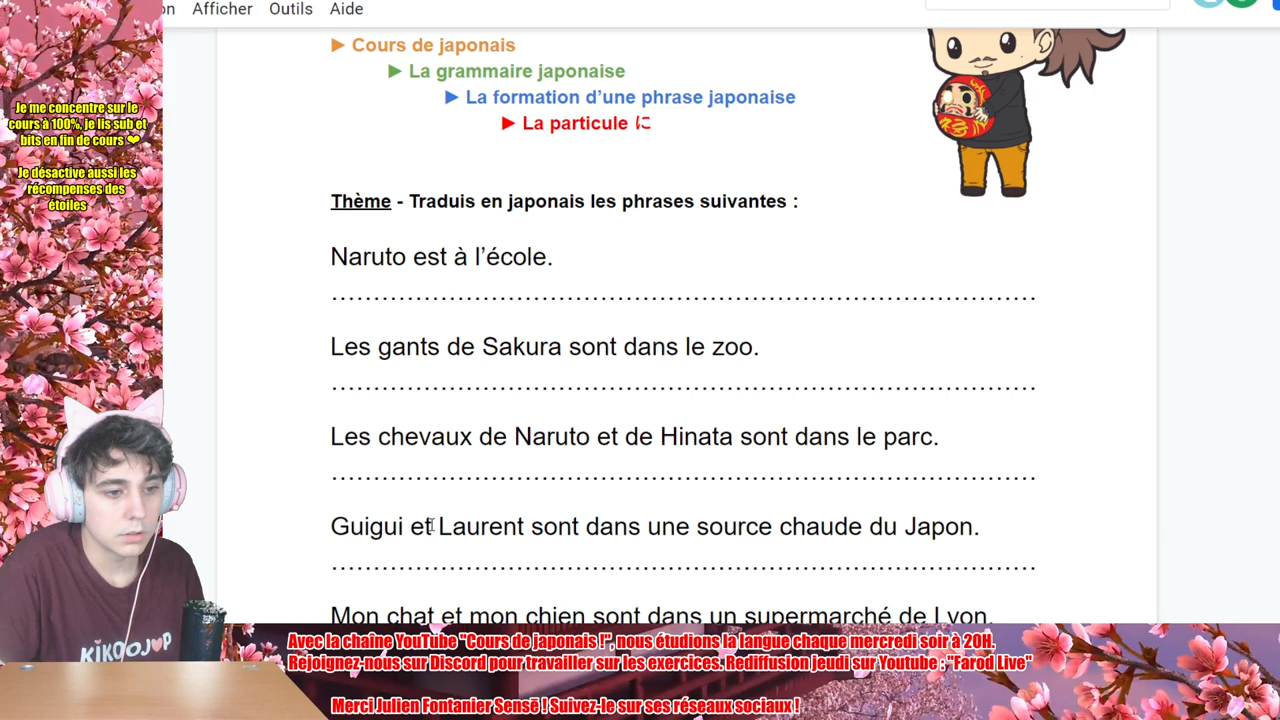 on Afficher Outils Aide
► Cours de japonais
► La grammaire japonaise
► La formation d’une phrase japonaise
► La particule に
Je me concentre sur le
cours à 100%, je lis sub et
bits en fin de cours ❤
Je désactive aussi les
récompenses des
étoiles
Thème - Traduis en japonais les phrases suivantes :
Naruto est à l’école.
Les gants de Sakura sont dans le zoo.
Les chevaux de Naruto et de Hinata sont dans le parc.
Guigui et Laurent sont dans une source chaude du Japon.
Mon chat et mon chien sont dans un supermarché de Lyon.
Avec la chaîne YouTube "Cours de japonais !", nous étudions la langue chaque mercredi soir à 20H.
Rejoignez-nous sur Discord pour travailler sur les exercices. Rediffusion jeudi sur Youtube : "Farod Live"
Merci Julien Fontanier Sensē ! Suivez-le sur ses réseaux sociaux !